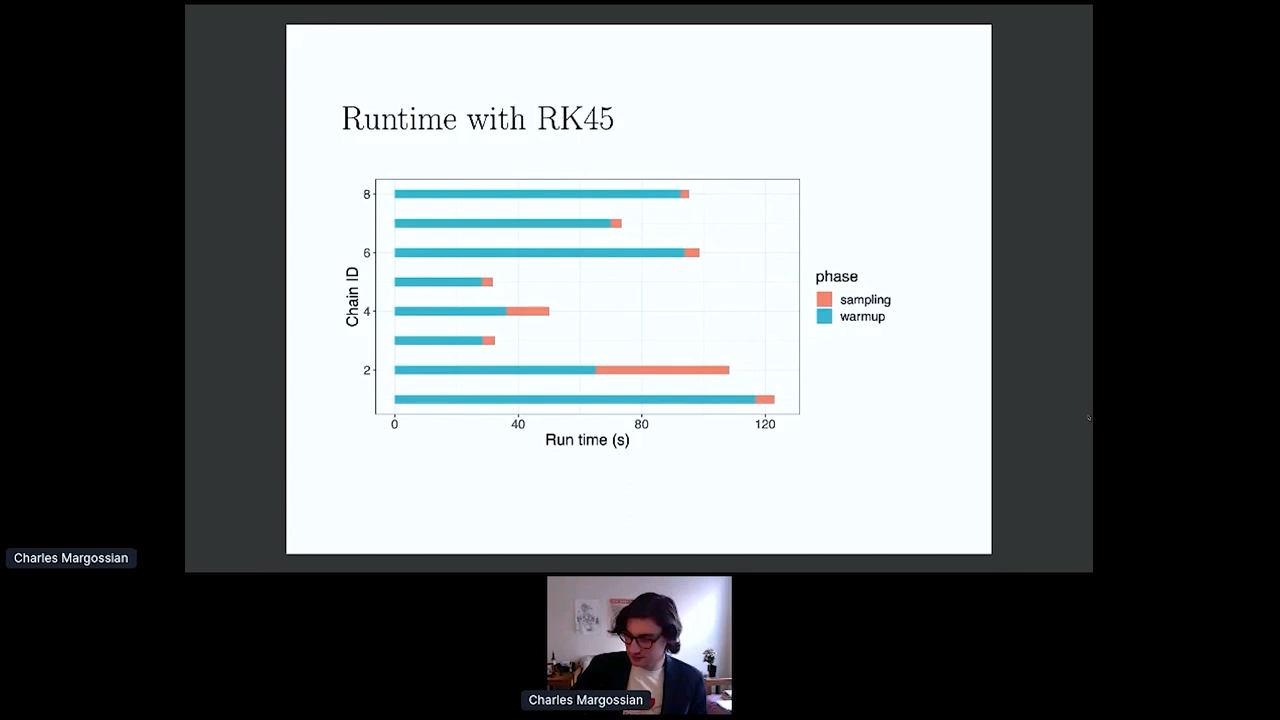 Runtime with RK45
8
6
4
2
Chain ID
0
40
80
120
Run time (s)
phase
sampling
warmup
Charles Margossian
Charles Margossian